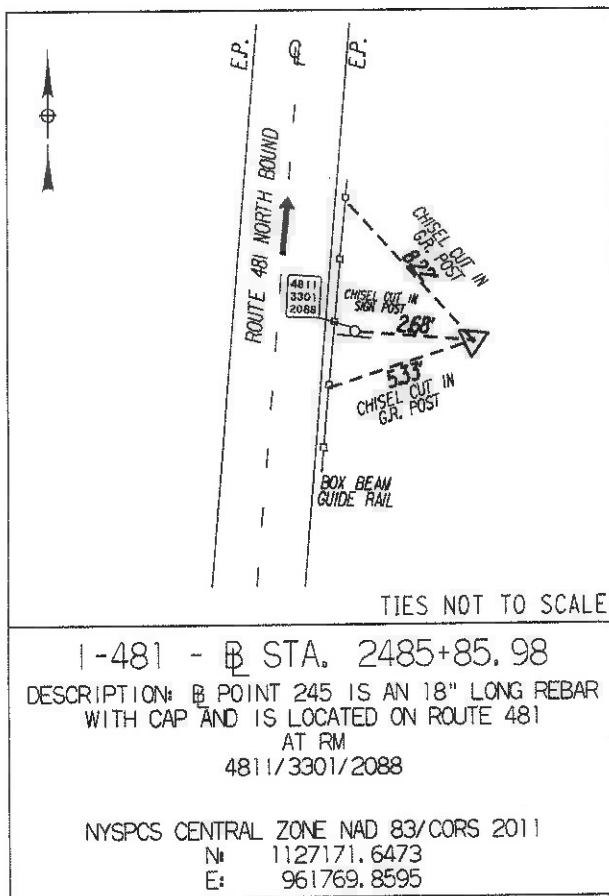 E.P.
℄
E.P.
ROUTE 481 NORTH BOUND
4811
3301
2088
CHISEL CUT IN
G.R. POST
8.22'
CHISEL CUT IN
SIGN POST
2.68'
5.33'
CHISEL CUT IN
G.R. POST
BOX BEAM
GUIDE RAIL
TIES NOT TO SCALE
I-481 - BL STA. 2485+85.98
DESCRIPTION: BL POINT 245 IS AN 18" LONG REBAR
WITH CAP AND IS LOCATED ON ROUTE 481
AT RM
4811/3301/2088
NYSPCS CENTRAL ZONE NAD 83/CORS 2011
N: 1127171.6473
E: 961769.8595